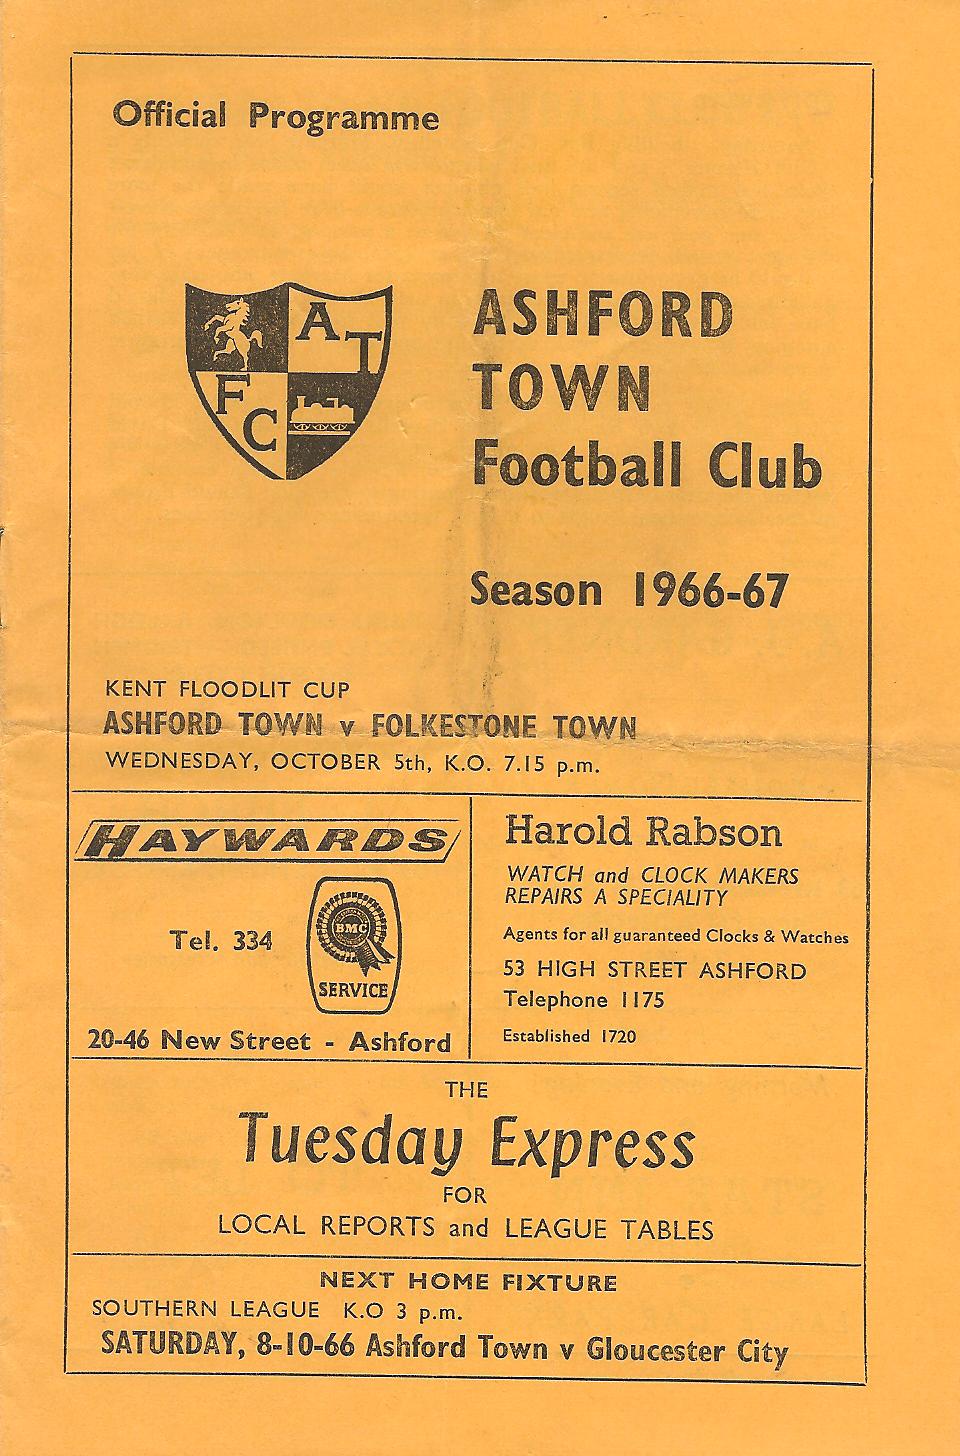 Official Programme
A T
F C
ASHFORD
TOWN
Football Club
Season 1966-67
KENT FLOODLIT CUP
ASHFORD TOWN v FOLKESTONE TOWN
WEDNESDAY, OCTOBER 5th, K.O. 7.15 p.m.
HAYWARDS
Tel. 334
BMC
SERVICE
20-46 New Street - Ashford
Harold Rabson
WATCH and CLOCK MAKERS
REPAIRS A SPECIALITY
Agents for all guaranteed Clocks & Watches
53 HIGH STREET ASHFORD
Telephone 1175
Established 1720
THE
Tuesday Express
FOR
LOCAL REPORTS and LEAGUE TABLES
NEXT HOME FIXTURE
SOUTHERN LEAGUE K.O 3 p.m.
SATURDAY, 8-10-66 Ashford Town v Gloucester City